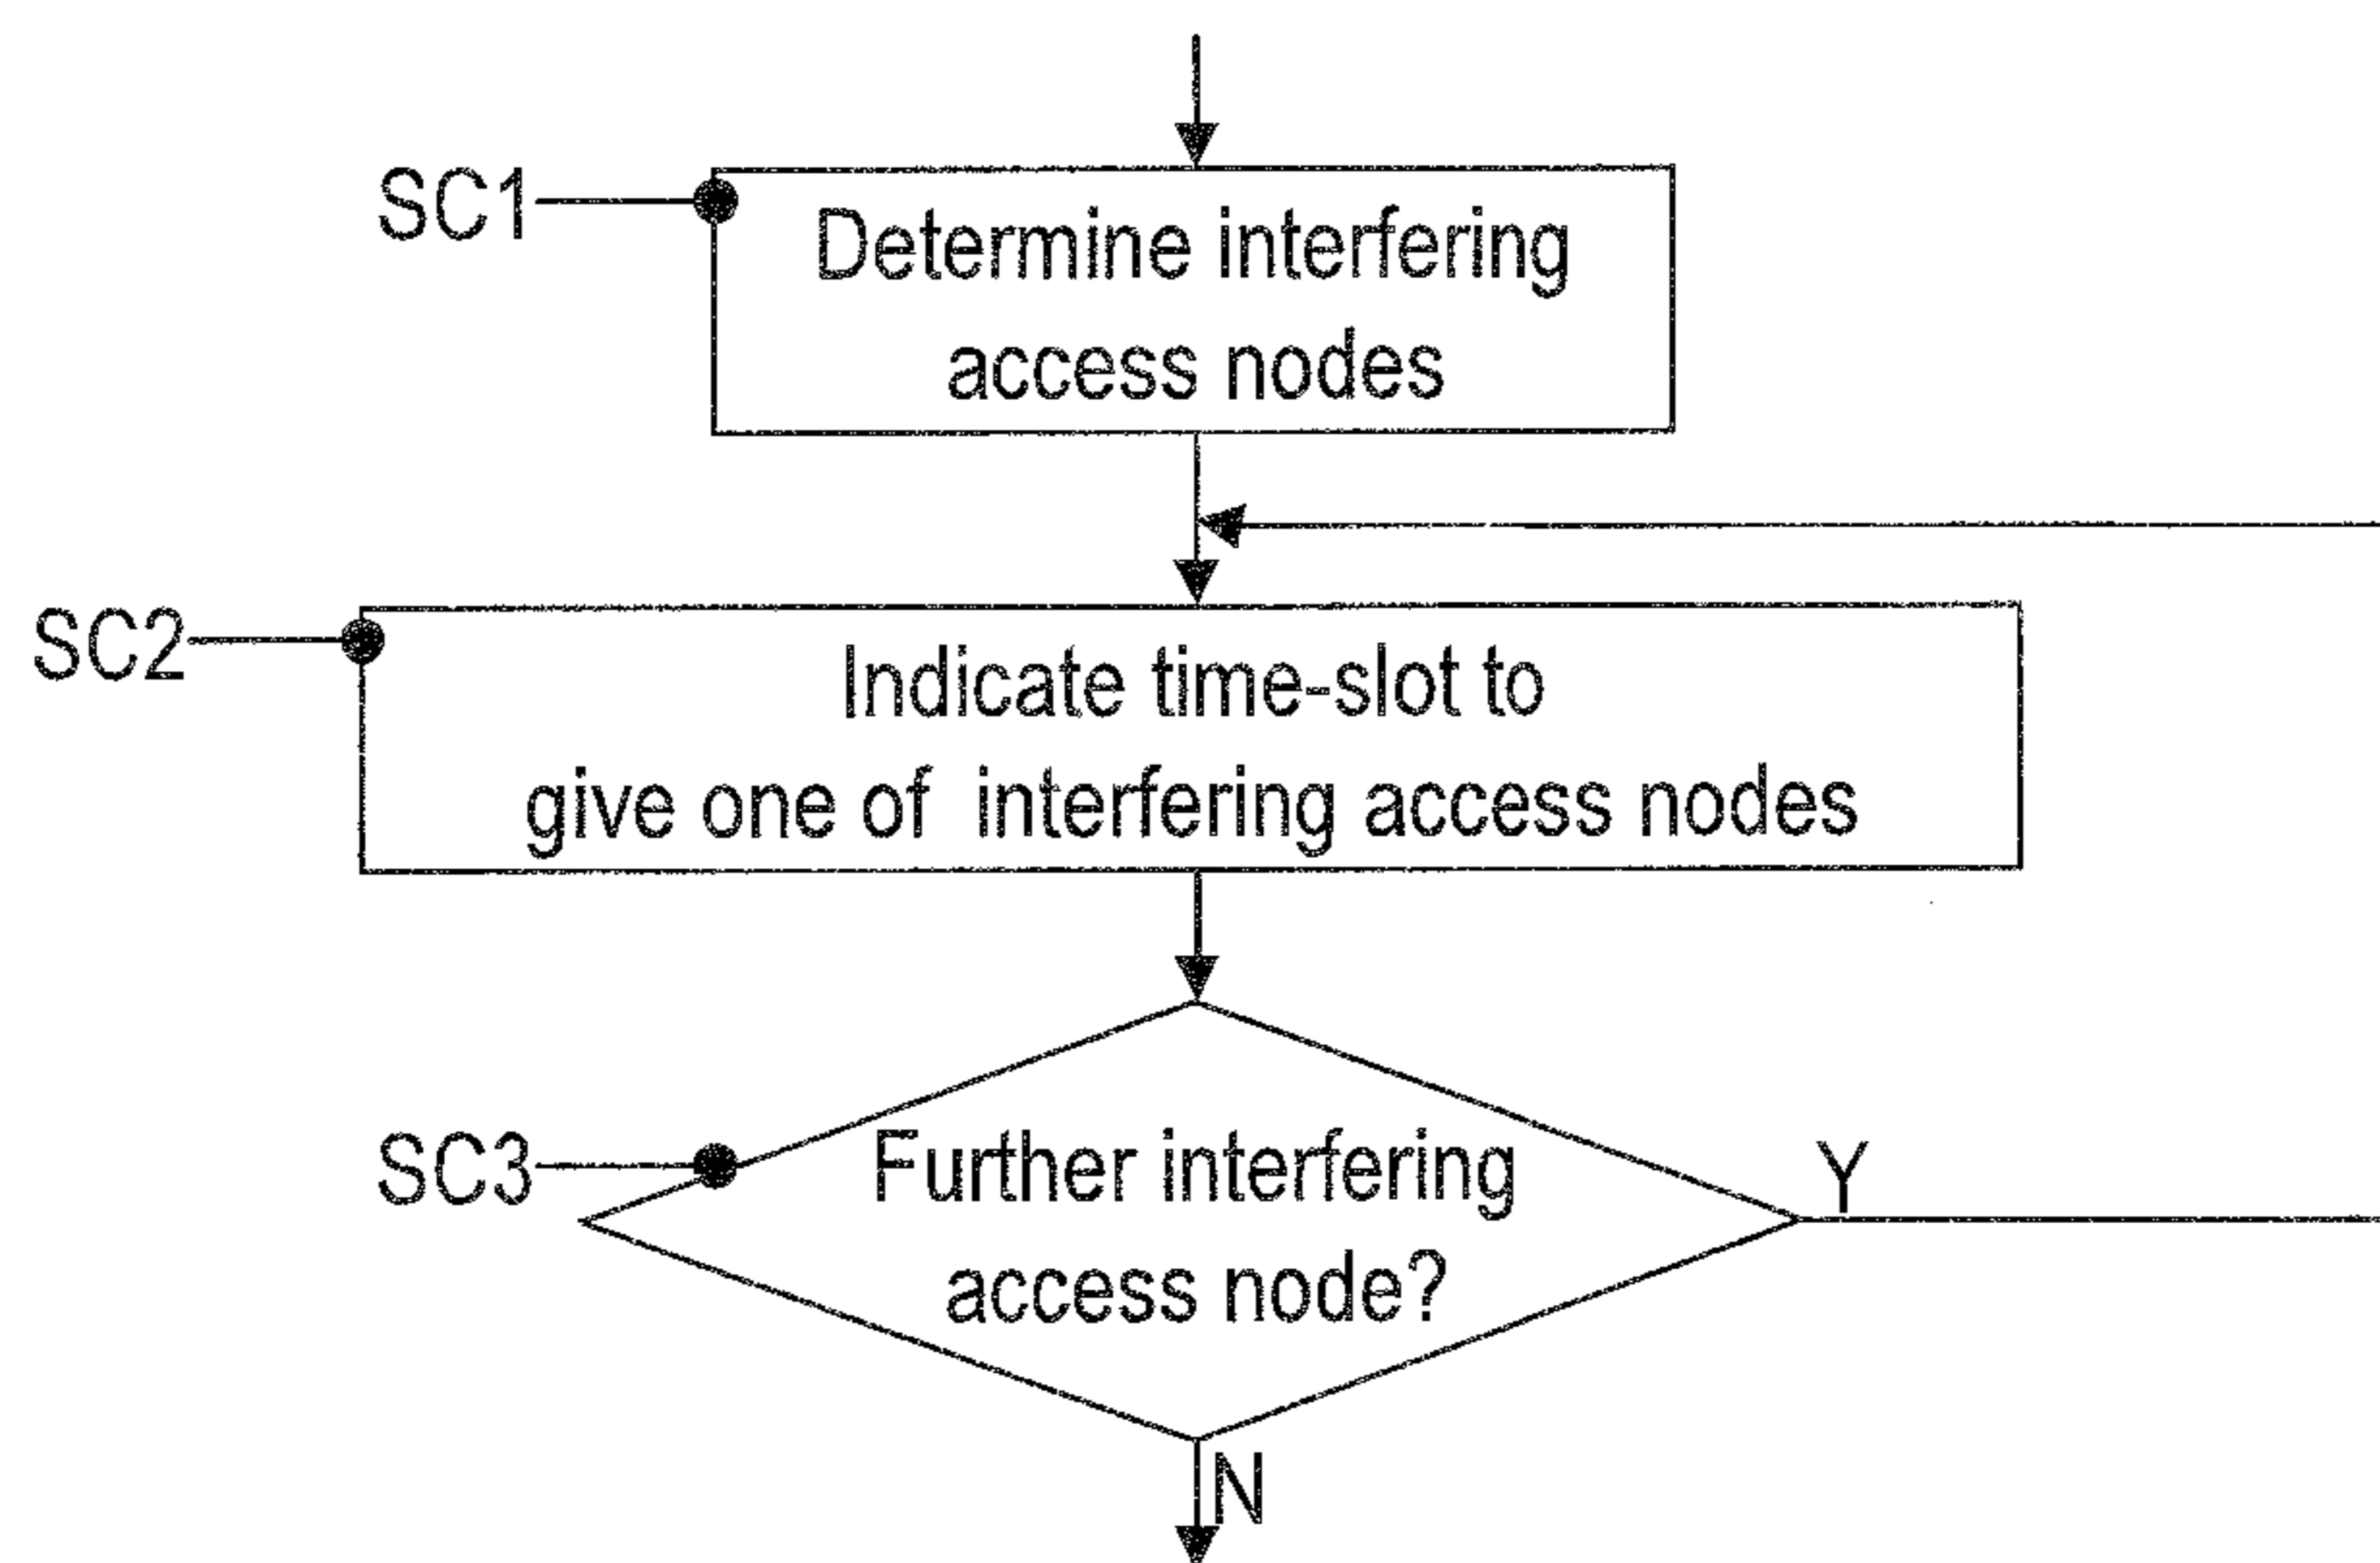 SC1
Determine interfering
access nodes
SC2
Indicate time-slot to
give one of interfering access nodes
SC3
Further interfering
access node?
Y
N